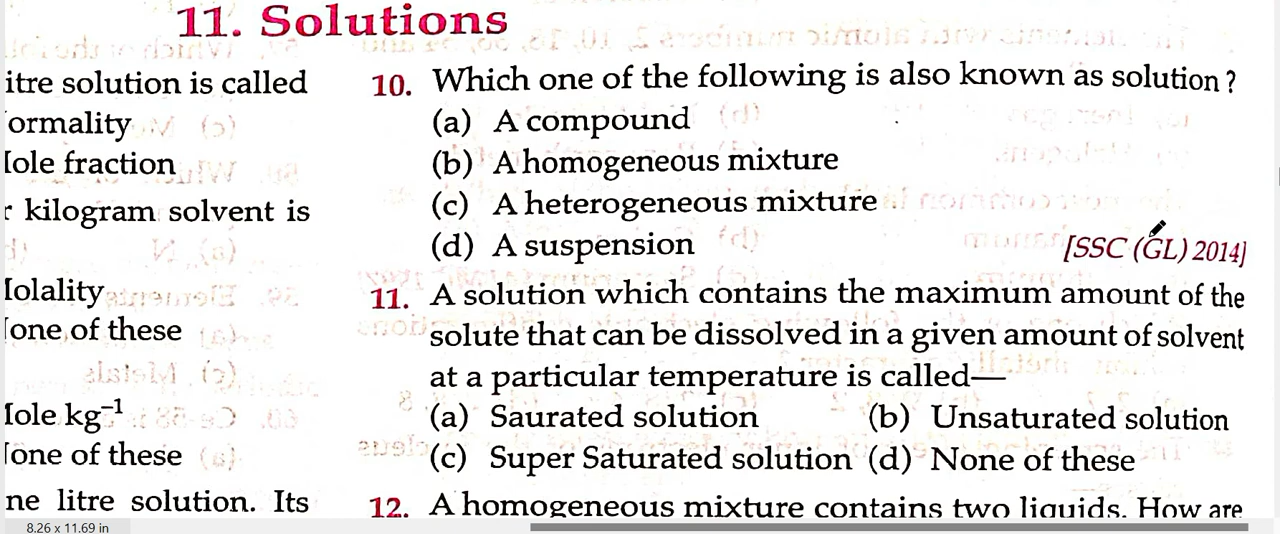 11. Solutions
itre solution is called
ormality
Iole fraction
kilogram solvent is
Iolality
one of these
Iole kg⁻¹
one of these
ne litre solution. Its
10. Which one of the following is also known as solution ?
(a) A compound
(b) A homogeneous mixture
(c) A heterogeneous mixture
(d) A suspension
[SSC (GL) 2014]
11. A solution which contains the maximum amount of the
solute that can be dissolved in a given amount of solvent
at a particular temperature is called—
(a) Saurated solution (b) Unsaturated solution
(c) Super Saturated solution (d) None of these
12. A homogeneous mixture contains two liquids. How are
8.26 x 11.69 in